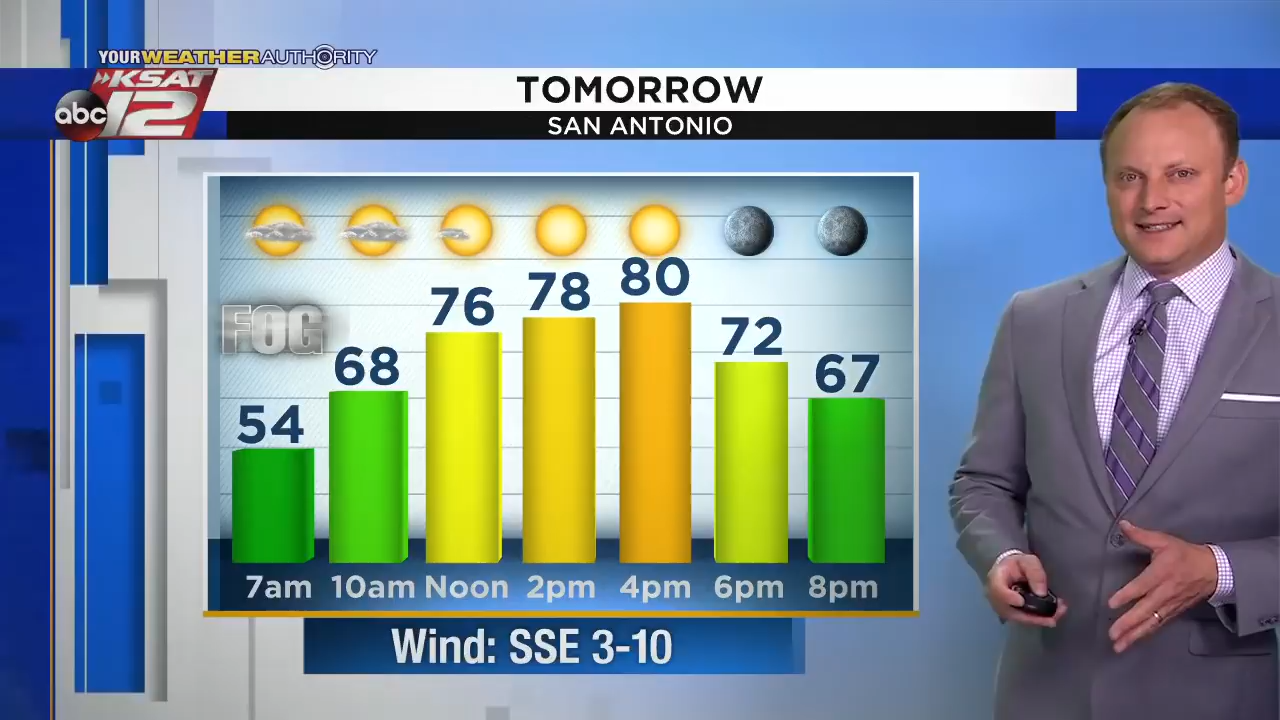 YOURWEATHERAUTHORITY
KSAT
abc 12
TOMORROW
SAN ANTONIO
FOG
54 68 76 78 80 72 67
7am 10am Noon 2pm 4pm 6pm 8pm
Wind: SSE 3-10